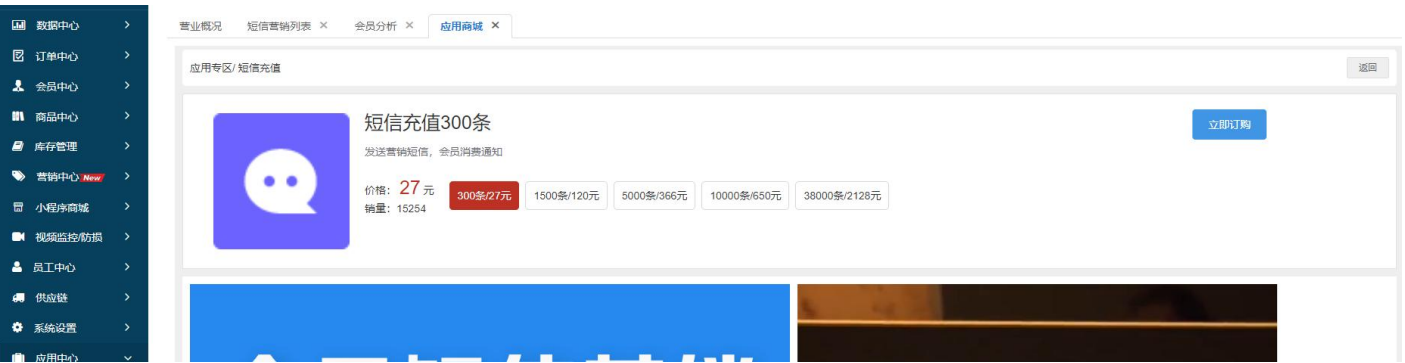 数据中心
订单中心
会员中心
商品中心
库存管理
营销中心 New
小程序商城
视频监控/防损
员工中心
供应链
系统设置
应用中心
营业概况 短信营销列表 × 会员分析 × 应用商城 ×
应用专区/ 短信充值 返回
短信充值300条
立即订购
发送营销短信，会员消费通知
价格： 27 元
销量： 15254
300条/27元 1500条/120元 5000条/366元 10000条/650元 38000条/2128元